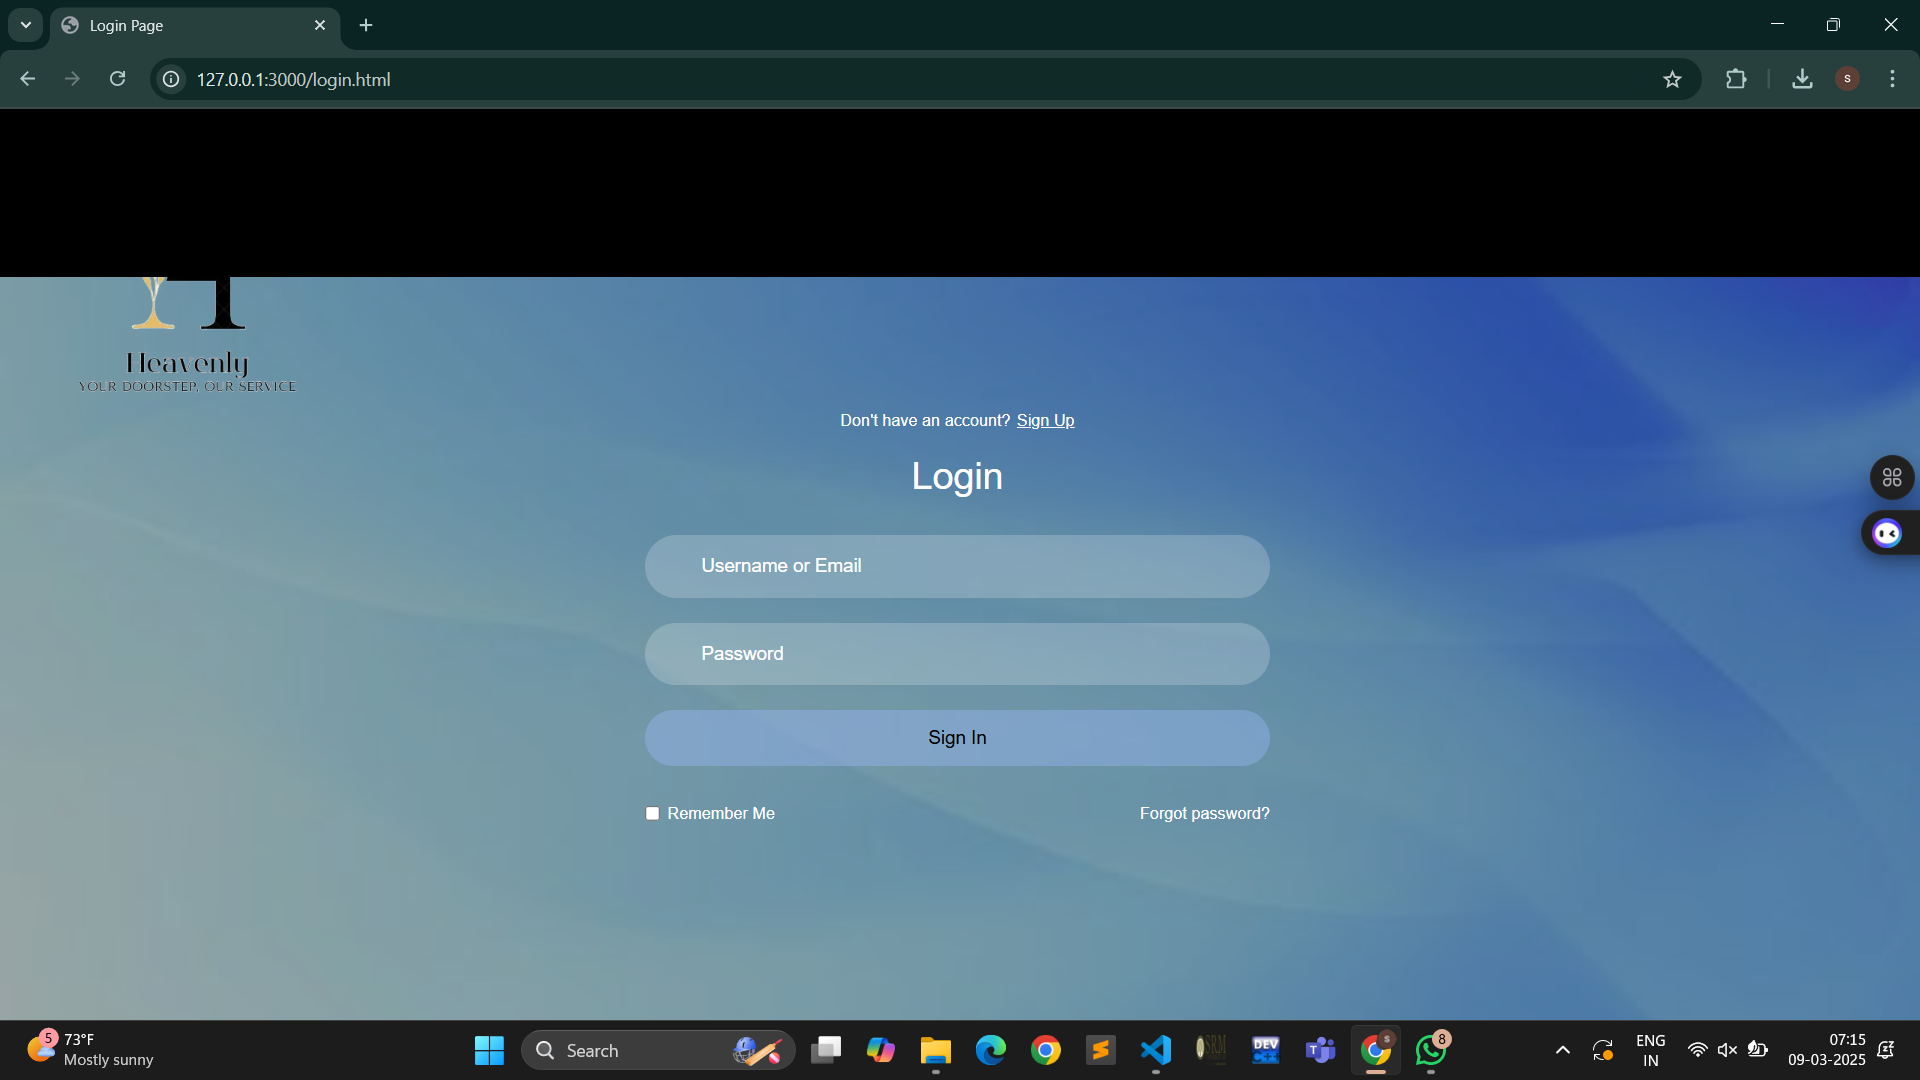 Login Page
127.0.0.1:3000/login.html
S
Heavenly
YOUR DOORSTEP, OUR SERVICE
Don't have an account? Sign Up
Login
Username or Email
Password
Sign In
Remember Me
Forgot password?
5
73°F
Mostly sunny
Search
SRM
DEV
C++
T
S
8
ENG
IN
07:15
09-03-2025